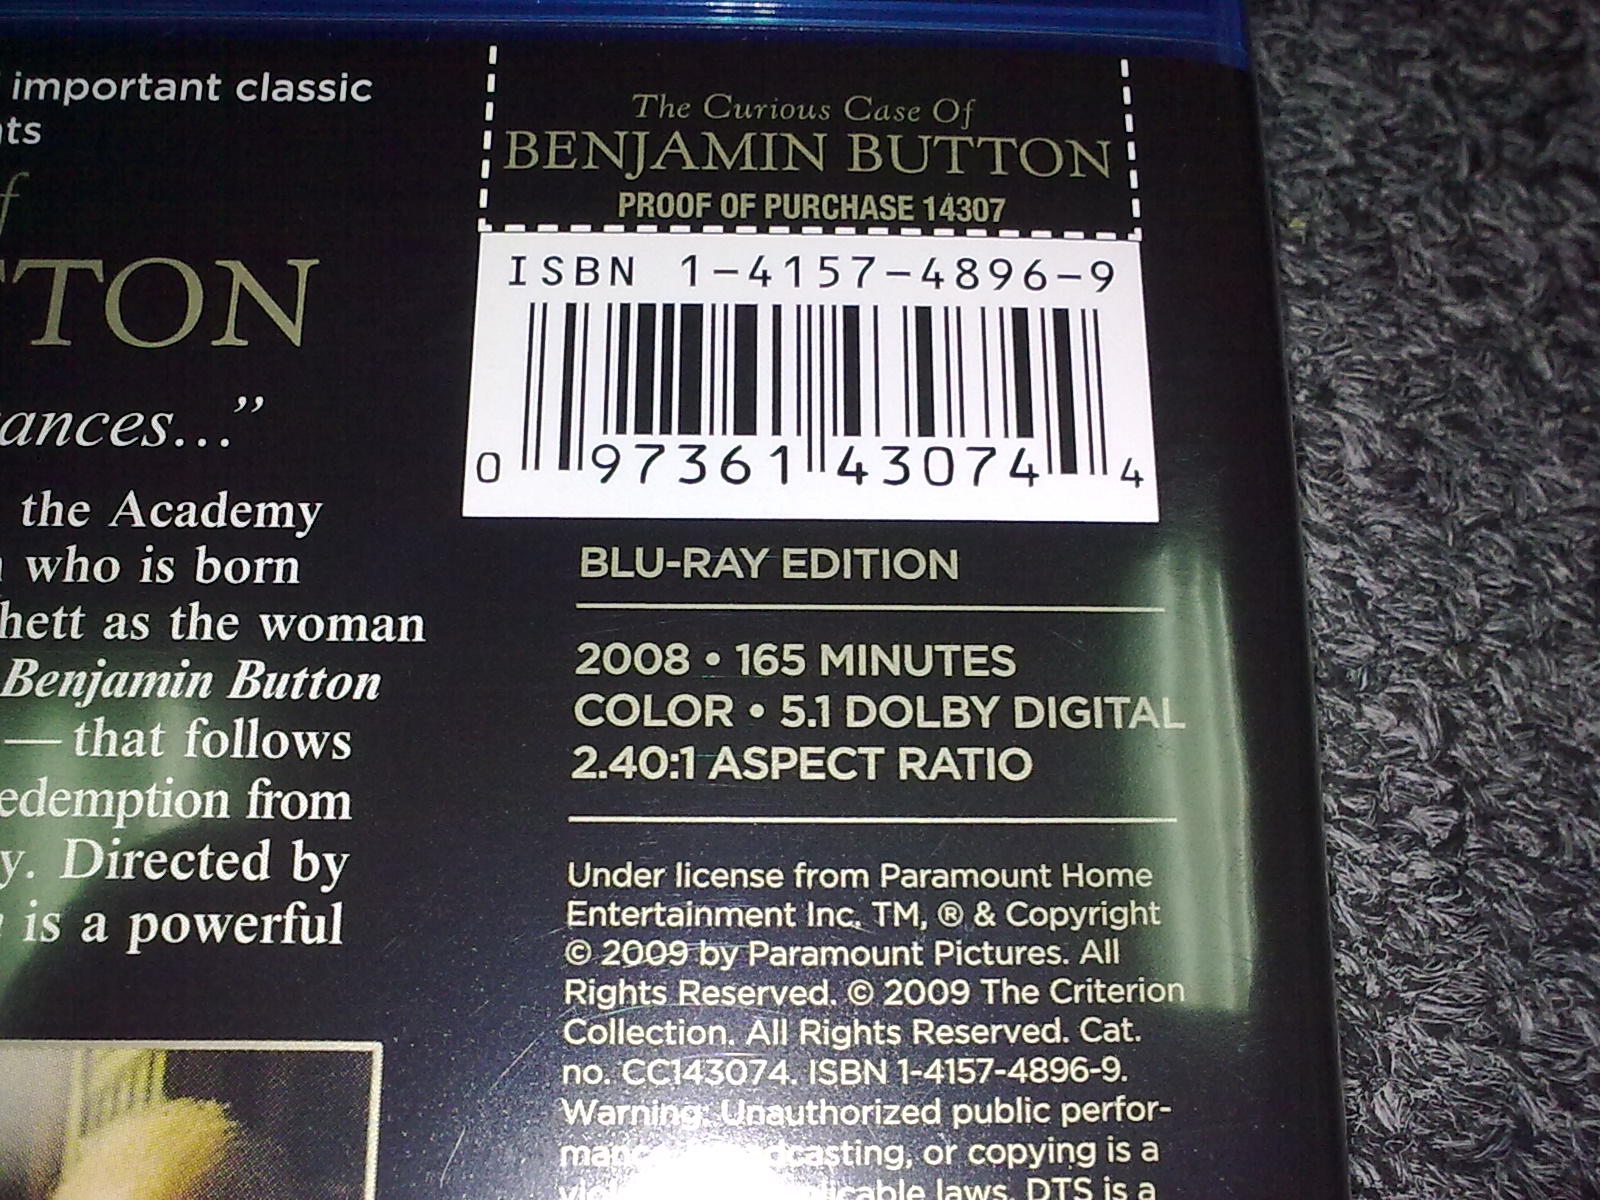 important classic
ts
f
TTON
ances...”
the Academy
who is born
hett as the woman
Benjamin Button
— that follows
edemption from
y. Directed by
is a powerful
The Curious Case Of
BENJAMIN BUTTON
PROOF OF PURCHASE 14307
ISBN 1-4157-4896-9
0 97361 43074 4
BLU-RAY EDITION
2008 • 165 MINUTES
COLOR • 5.1 DOLBY DIGITAL
2.40:1 ASPECT RATIO
Under license from Paramount Home
Entertainment Inc. TM, ® & Copyright
© 2009 by Paramount Pictures. All
Rights Reserved. © 2009 The Criterion
Collection. All Rights Reserved. Cat.
no. CC143074. ISBN 1-4157-4896-9.
Warning: Unauthorized public perfor-
casting, or copying is a
laws. DTS is a